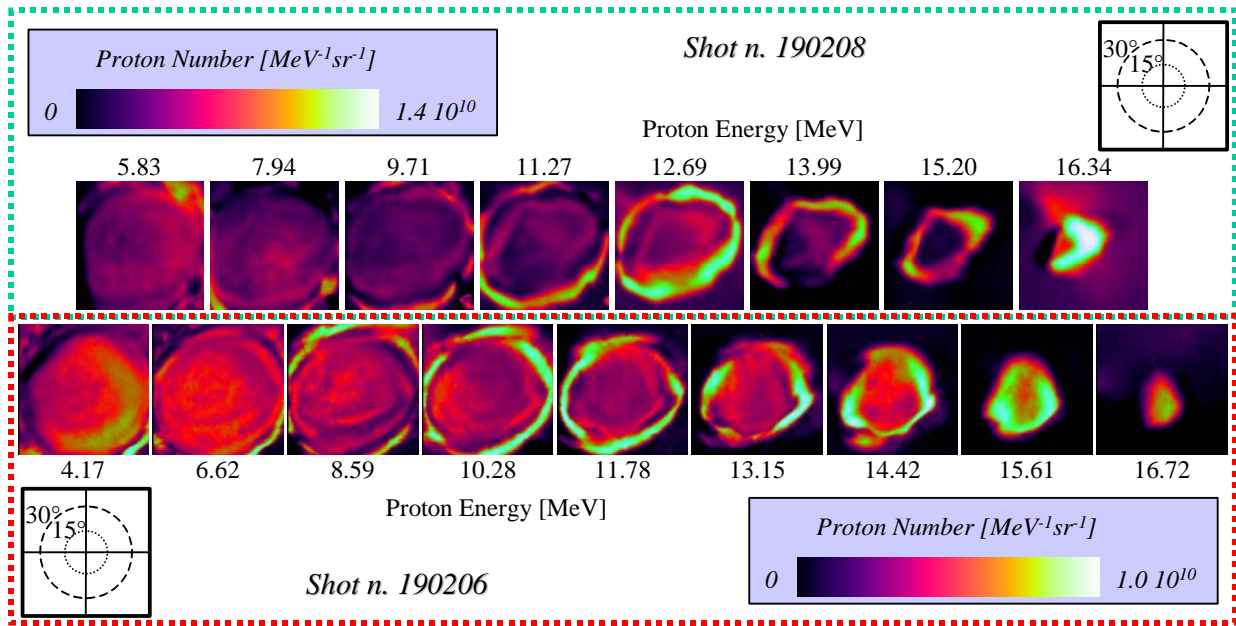 Proton Number [MeV⁻¹sr⁻¹]
0 1.4 10¹⁰
Shot n. 190208
30°
15°
Proton Energy [MeV]
5.83 7.94 9.71 11.27 12.69 13.99 15.20 16.34
4.17 6.62 8.59 10.28 11.78 13.15 14.42 15.61 16.72
30°
15°
Proton Energy [MeV]
Shot n. 190206
Proton Number [MeV⁻¹sr⁻¹]
0 1.0 10¹⁰